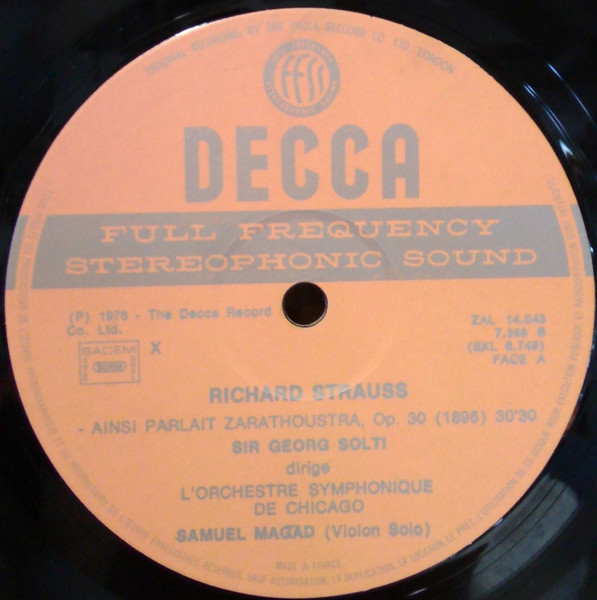 ORIGINAL RECORDING BY THE DECCA RECORD CO. LTD. LONDON
ffss
DECCA
FULL FREQUENCY
STEREOPHONIC SOUND
(P) 1976 - The Decca Record
Co. Ltd.
ZAL 14.045
7,368 B
(SXL 6.749)
FACE A
SACEM
X
RICHARD STRAUSS
- AINSI PARLAIT ZARATHOUSTRA, Op. 30 (1896) 30'30
SIR GEORG SOLTI
dirige
L'ORCHESTRE SYMPHONIQUE
DE CHICAGO
SAMUEL MAGAD (Violon Solo)
MADE IN FRANCE